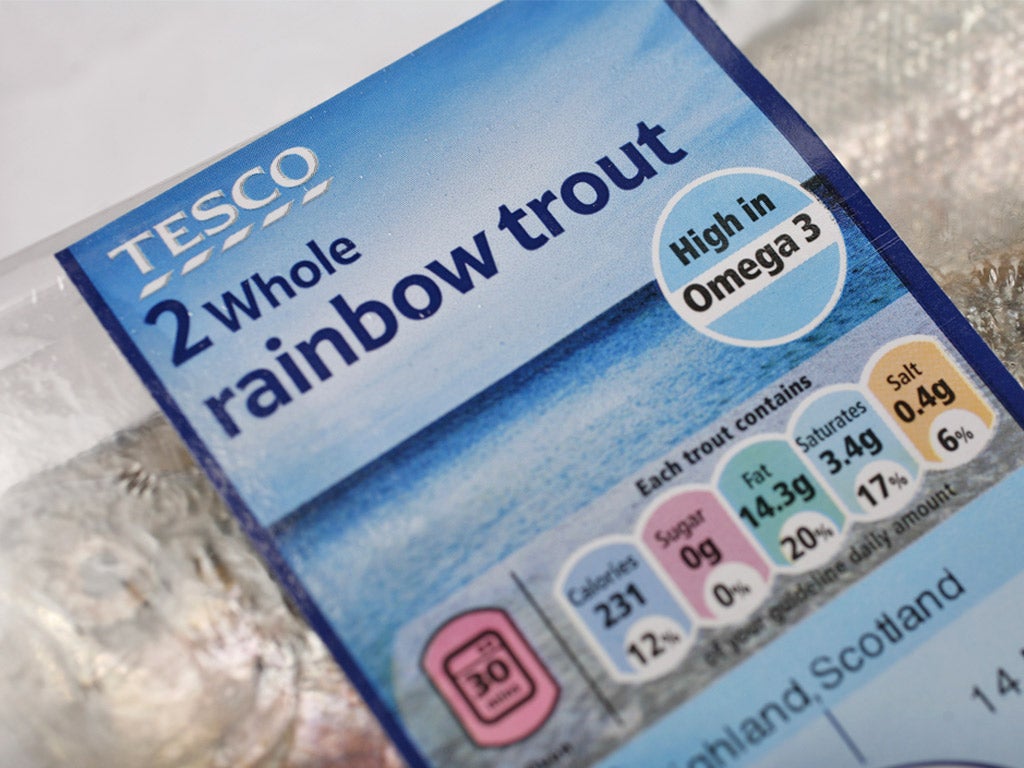 TESCO
2 Whole
rainbow trout
High in
Omega 3
Each trout contains
Calories
231
12%
Sugar
0g
0%
Fat
14.3g
20%
Saturates
3.4g
17%
Salt
0.4g
6%
of your guideline daily amount
30
mins
Scotland